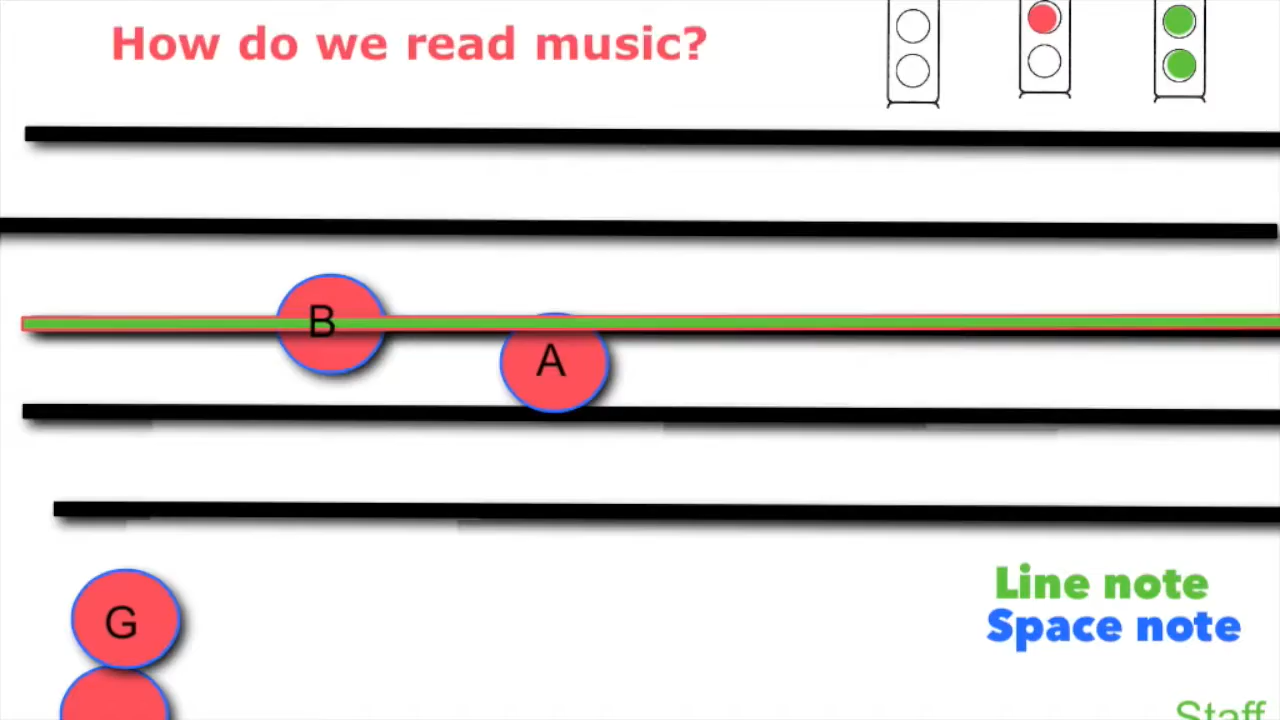 How do we read music?
B
A
G
Line note
Space note
Staff